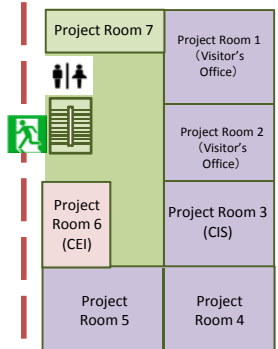 Project Room 7
Project Room 1
（Visitor's
Office）
Project Room 2
（Visitor's
Office）
Project
Room 6
(CEI)
Project Room 3
(CIS)
Project
Room 5
Project
Room 4